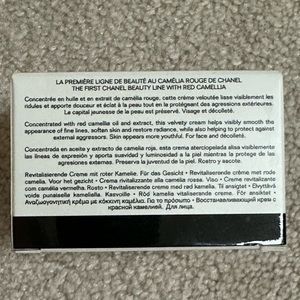 LA PREMIÈRE LIGNE DE BEAUTÉ AU CAMÉLIA ROUGE DE CHANEL
THE FIRST CHANEL BEAUTY LINE WITH RED CAMELLIA
Concentrée en huile et en extrait de camélia rouge, cette crème veloutée lisse visiblement les
ridules et apporte douceur et éclat à la peau tout en la protégeant des agressions extérieures.
Le capital jeunesse de la peau est préservé. Visage et décolleté.
Concentrated with red camellia oil and extract, this velvety cream helps visibly smooth the
appearance of fine lines, soften skin and restore radiance, while also helping to protect against
external aggressors. Skin appears more youthful. For face and décolleté.
Concentrada en aceite y extracto de camelia roja, esta crema aterciopelada alisa visiblemente
las líneas de expresión y aporta suavidad y luminosidad a la piel mientras la protege de las
agresiones externas. Preserva la juventud de la piel. Rostro y escote.
Revitalisierende Creme mit roter Kamelie. Für das Gesicht • Revitaliserende crème met rode
camelia. Voor het gezicht • Crema rivitalizzante alla camelia rossa. Viso • Creme revitalizante
com camélia vermelha. Rosto • Revitaliserende creme med rød kamelia. Til ansigtet • Elvyttävä
voide punaisella kamelialla. Kasvoille • Röd kamelia vitaliserande crème. För ansiktet •
Αναζωογονητική κρέμα με κόκκινη καμέλια. Για το πρόσωπο • Восстанавливающий крем с
красной камелией. Для лица.